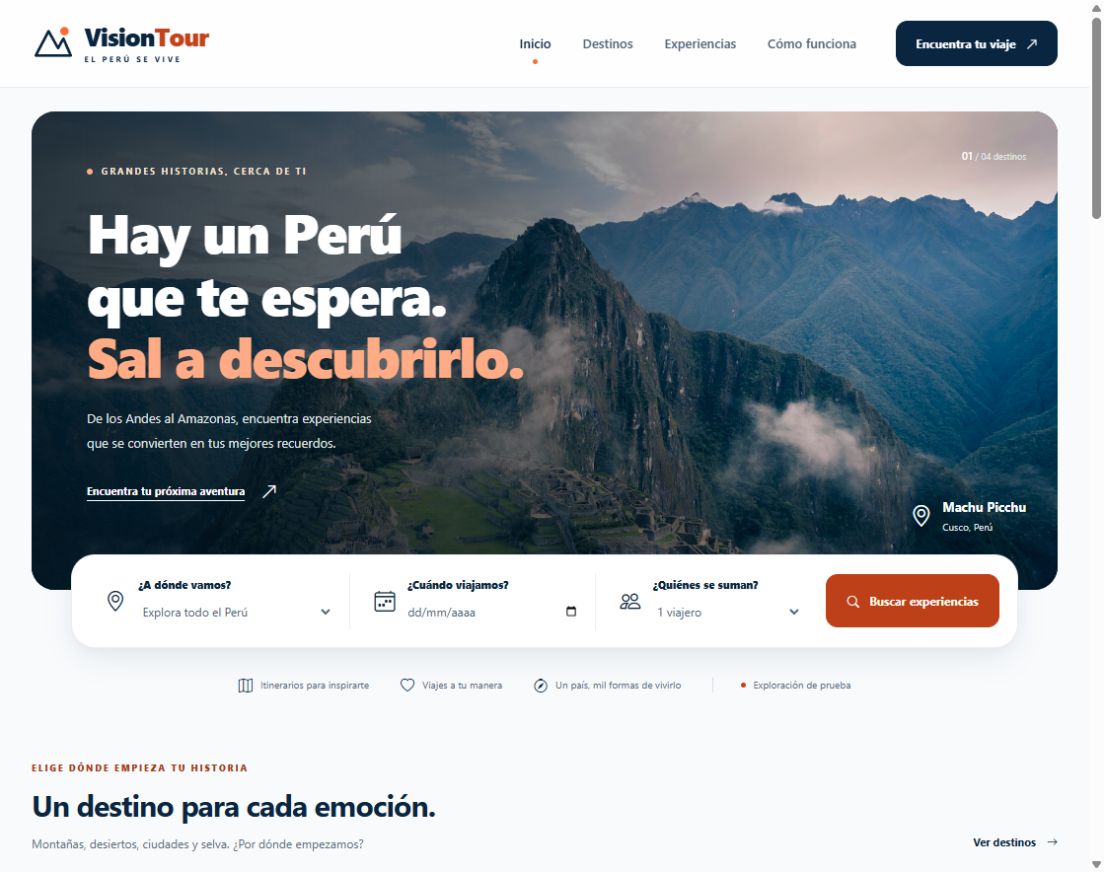 VisionTour
EL PERÚ SE VIVE
Inicio
Destinos
Experiencias
Cómo funciona
Encuentra tu viaje
GRANDES HISTORIAS, CERCA DE TI
01 / 04 destinos
Hay un Perú
que te espera.
Sal a descubrirlo.
De los Andes al Amazonas, encuentra experiencias
que se convierten en tus mejores recuerdos.
Encuentra tu próxima aventura
Machu Picchu
Cusco, Perú
¿A dónde vamos?
Explora todo el Perú
¿Cuándo viajamos?
dd/mm/aaaa
¿Quiénes se suman?
1 viajero
Buscar experiencias
Itinerarios para inspirarte
Viajes a tu manera
Un país, mil formas de vivirlo
Exploración de prueba
ELIGE DÓNDE EMPIEZA TU HISTORIA
Un destino para cada emoción.
Montañas, desiertos, ciudades y selva. ¿Por dónde empezamos?
Ver destinos